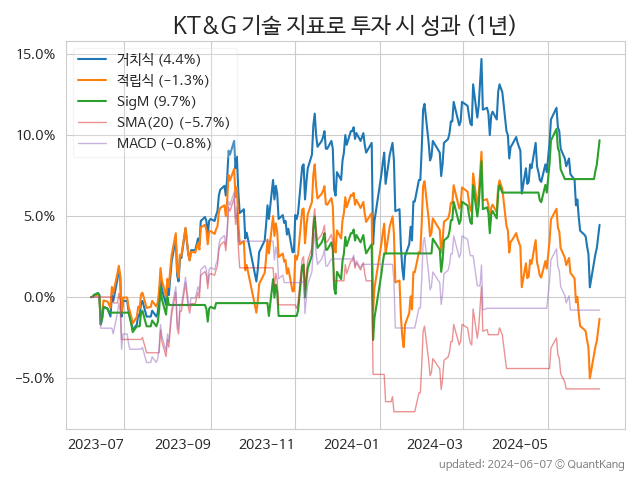 KT&G 기술 지표로 투자 시 성과 (1년)
15.0%
10.0%
5.0%
0.0%
−5.0%
거치식 (4.4%)
적립식 (−1.3%)
SigM (9.7%)
SMA(20) (−5.7%)
MACD (−0.8%)
2023-07
2023-09
2023-11
2024-01
2024-03
2024-05
updated: 2024-06-07 ⓒ QuantKang